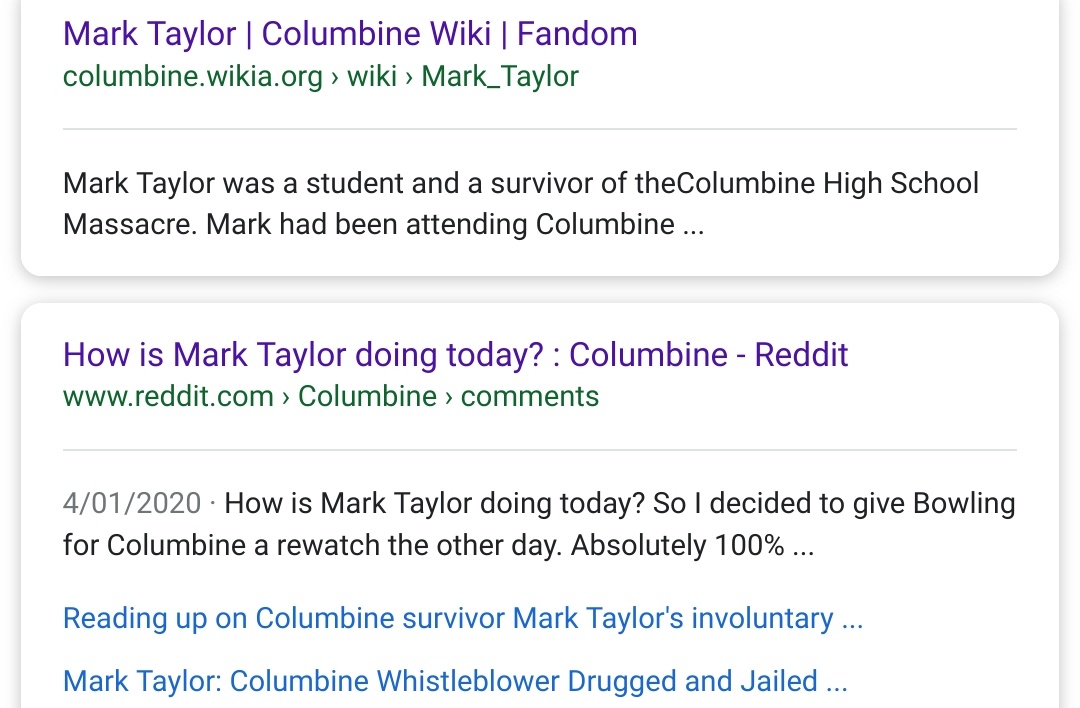 Mark Taylor | Columbine Wiki | Fandom
columbine.wikia.org › wiki › Mark_Taylor
Mark Taylor was a student and a survivor of theColumbine High School
Massacre. Mark had been attending Columbine ...
How is Mark Taylor doing today? : Columbine - Reddit
www.reddit.com › Columbine › comments
4/01/2020 · How is Mark Taylor doing today? So I decided to give Bowling
for Columbine a rewatch the other day. Absolutely 100% ...
Reading up on Columbine survivor Mark Taylor's involuntary ...
Mark Taylor: Columbine Whistleblower Drugged and Jailed ...